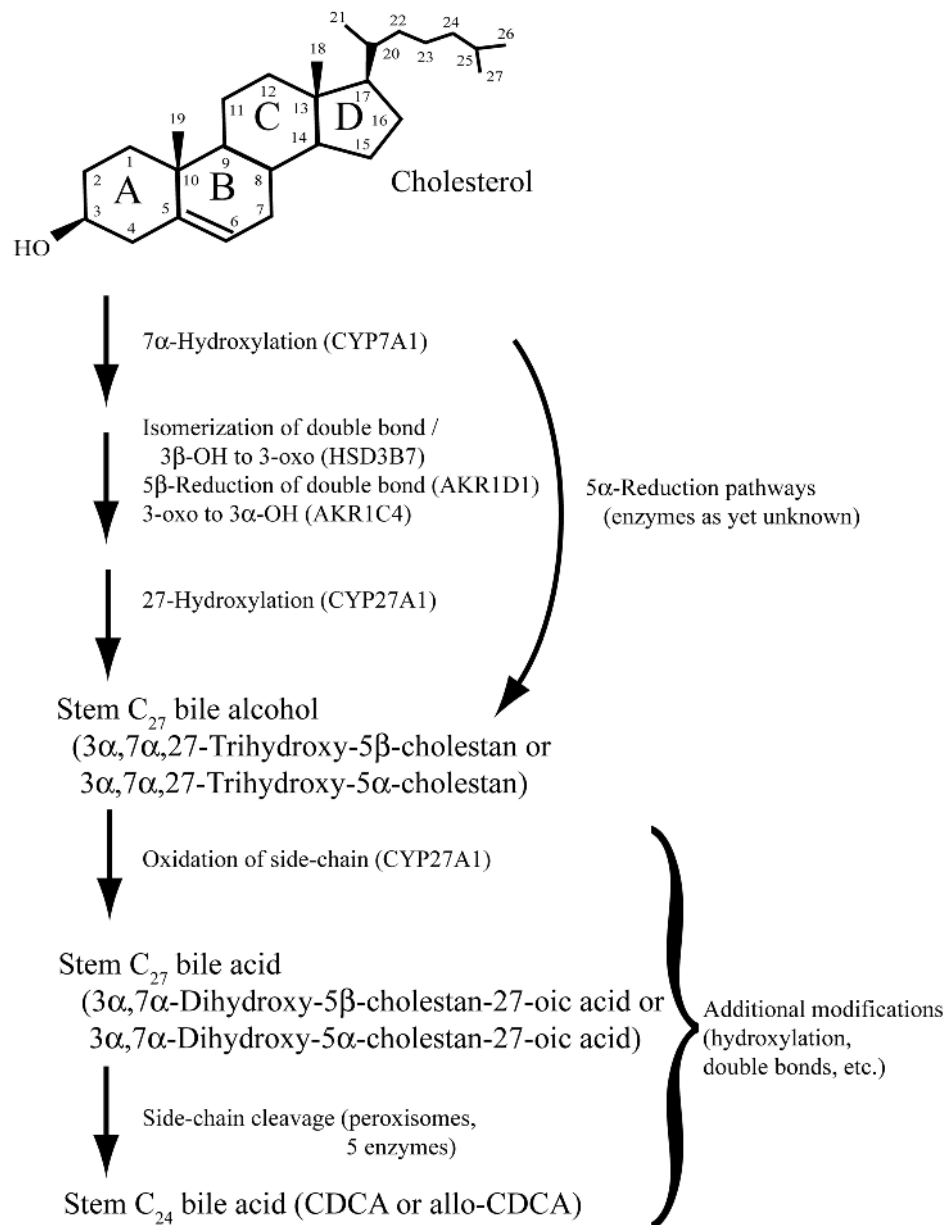 21
22
24
26
18
20
23
25
27
12
17
11
C
13
D
16
19
14
15
1
9
2
A
10
B
8
Cholesterol
3
5
6
7
4
HO
7α-Hydroxylation (CYP7A1)
Isomerization of double bond /
3β-OH to 3-oxo (HSD3B7)
5β-Reduction of double bond (AKR1D1)
3-oxo to 3α-OH (AKR1C4)
5α-Reduction pathways
(enzymes as yet unknown)
27-Hydroxylation (CYP27A1)
Stem C27 bile alcohol
(3α,7α,27-Trihydroxy-5β-cholestan or
3α,7α,27-Trihydroxy-5α-cholestan)
Oxidation of side-chain (CYP27A1)
Stem C27 bile acid
(3α,7α-Dihydroxy-5β-cholestan-27-oic acid or
3α,7α-Dihydroxy-5α-cholestan-27-oic acid)
Additional modifications
(hydroxylation,
double bonds, etc.)
Side-chain cleavage (peroxisomes,
5 enzymes)
Stem C24 bile acid (CDCA or allo-CDCA)